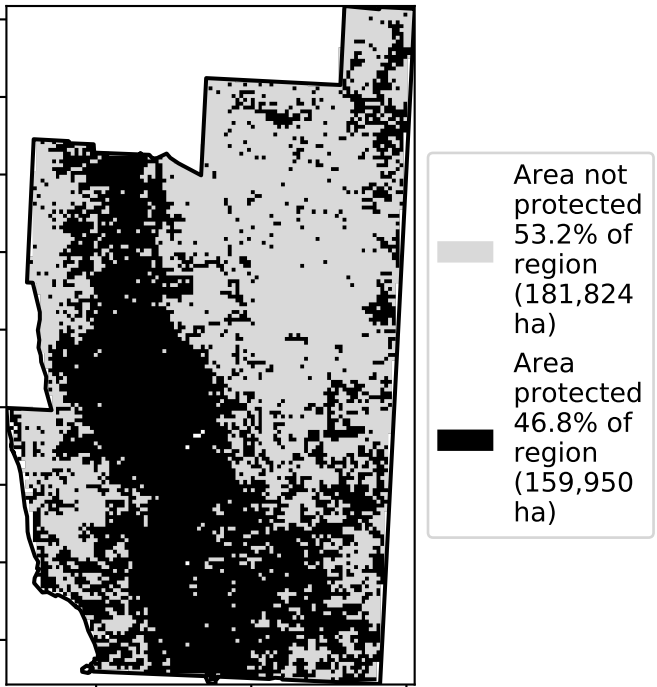 Area not
protected
53.2% of
region
(181,824
ha)
Area
protected
46.8% of
region
(159,950
ha)